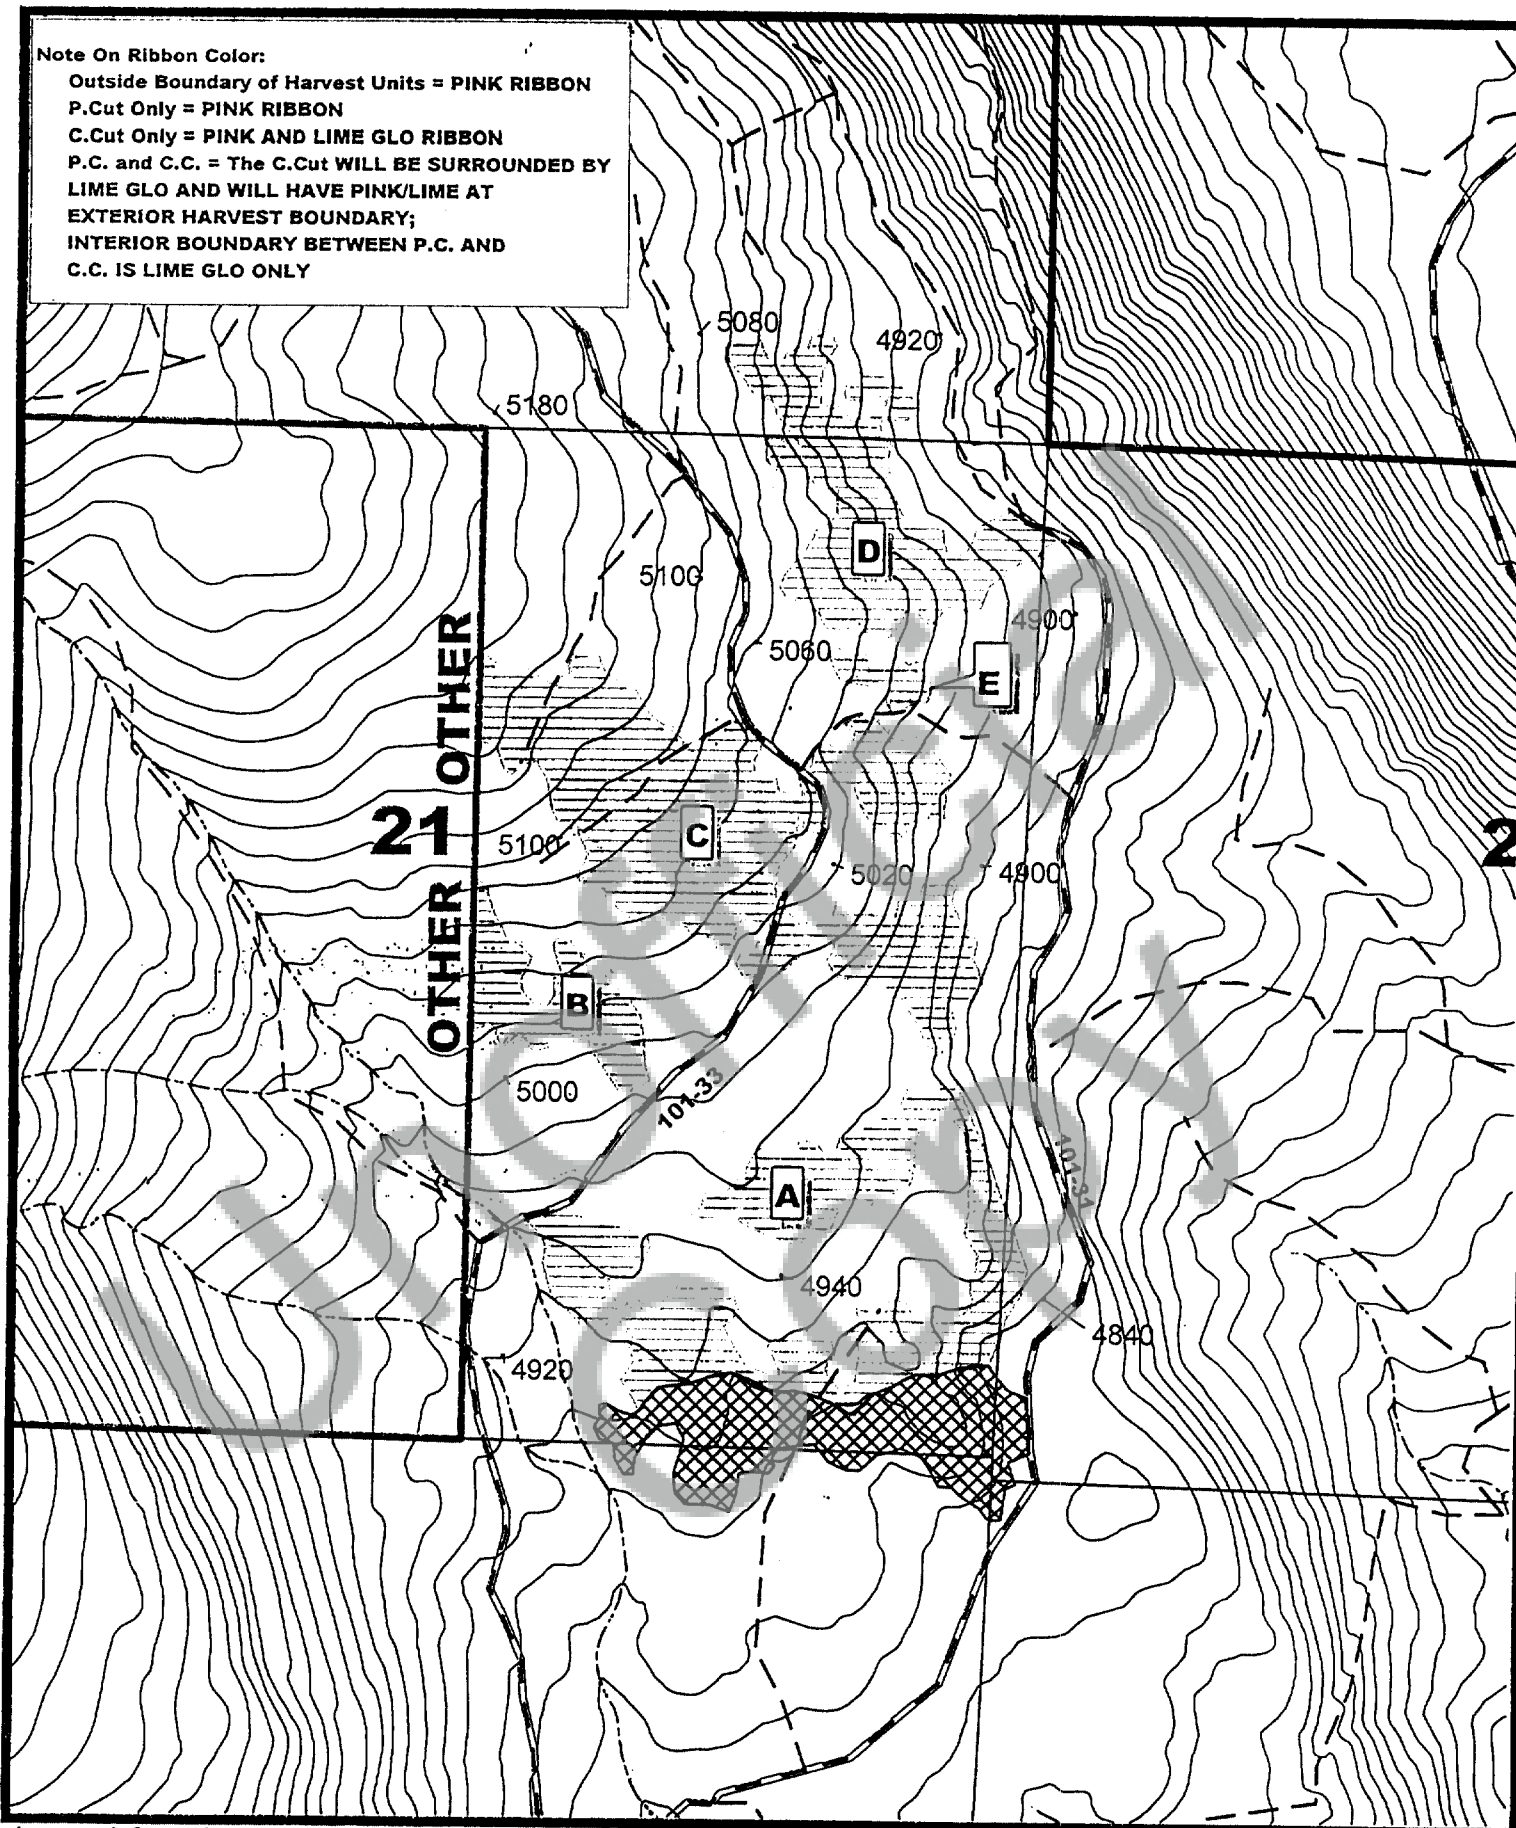 Note On Ribbon Color:
Outside Boundary of Harvest Units = PINK RIBBON
P.Cut Only = PINK RIBBON
C.Cut Only = PINK AND LIME GLO RIBBON
P.C. and C.C. = The C.Cut WILL BE SURROUNDED BY
LIME GLO AND WILL HAVE PINK/LIME AT
EXTERIOR HARVEST BOUNDARY;
INTERIOR BOUNDARY BETWEEN P.C. AND
C.C. IS LIME GLO ONLY
5080
4920
5180
D
5100
4900
5060
E
OTHER
21
C
5100
5020
4900
2
OTHER
B
5000
101-33
101-31
A
4940
4840
4920
Unofficial
Copy